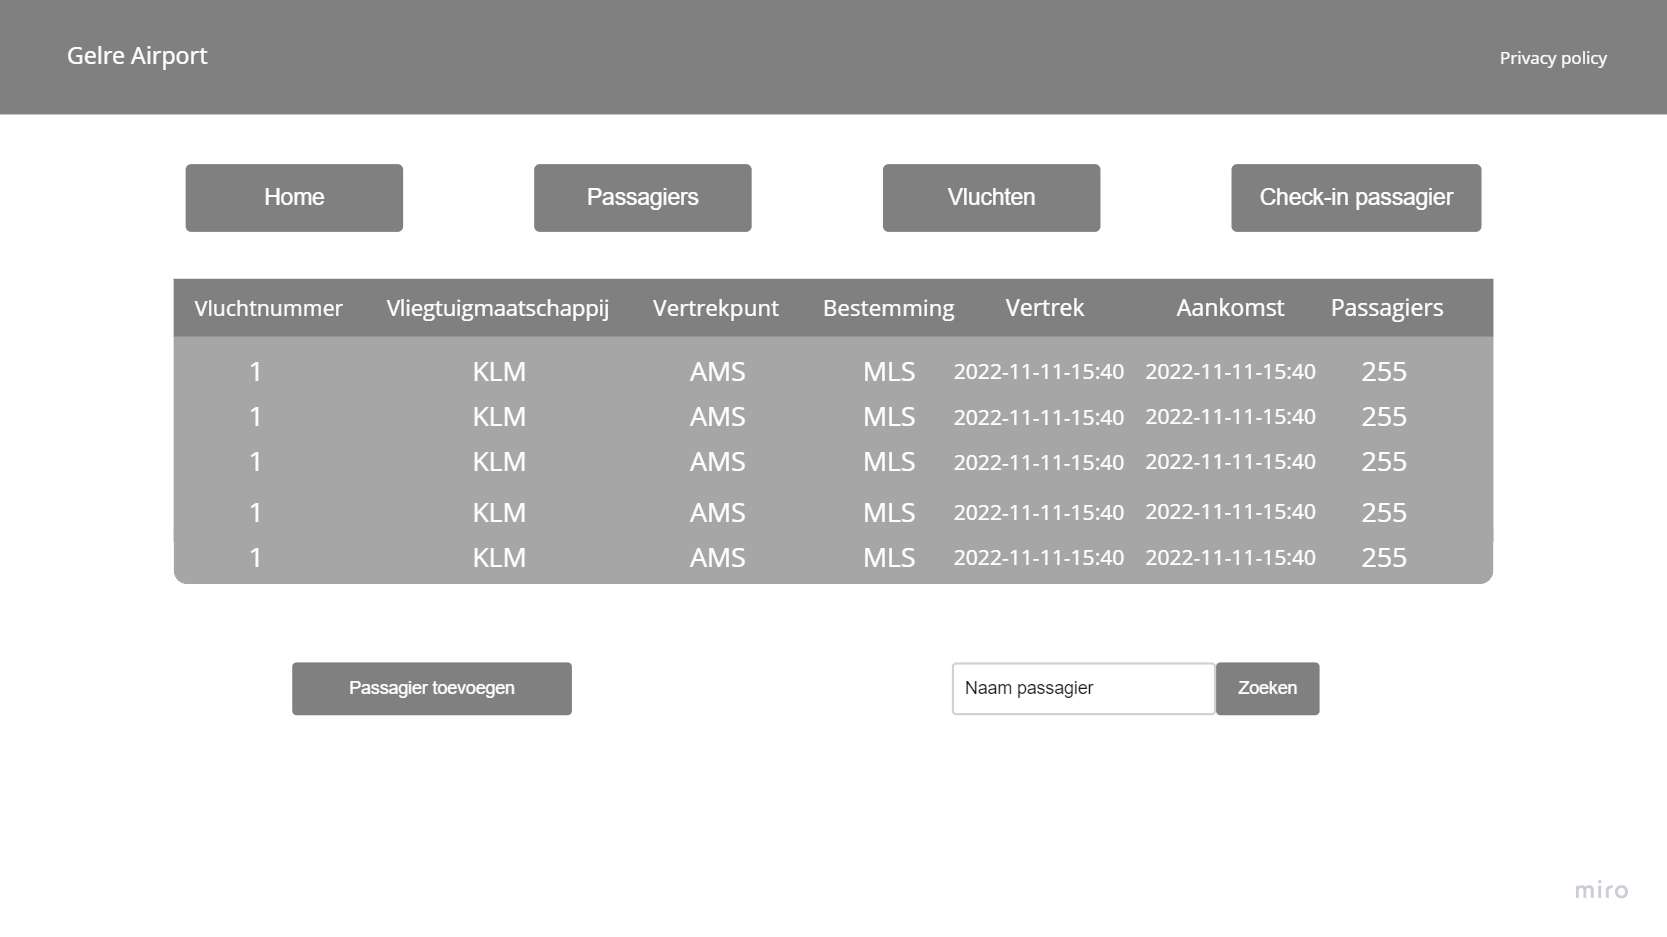 Gelre Airport
Privacy policy
Home
Passagiers
Vluchten
Check-in passagier
Vluchtnummer Vliegtuigmaatschappij Vertrekpunt Bestemming Vertrek Aankomst Passagiers
1 KLM AMS MLS 2022-11-11-15:40 2022-11-11-15:40 255
1 KLM AMS MLS 2022-11-11-15:40 2022-11-11-15:40 255
1 KLM AMS MLS 2022-11-11-15:40 2022-11-11-15:40 255
1 KLM AMS MLS 2022-11-11-15:40 2022-11-11-15:40 255
1 KLM AMS MLS 2022-11-11-15:40 2022-11-11-15:40 255
Passagier toevoegen
Naam passagier
Zoeken
miro